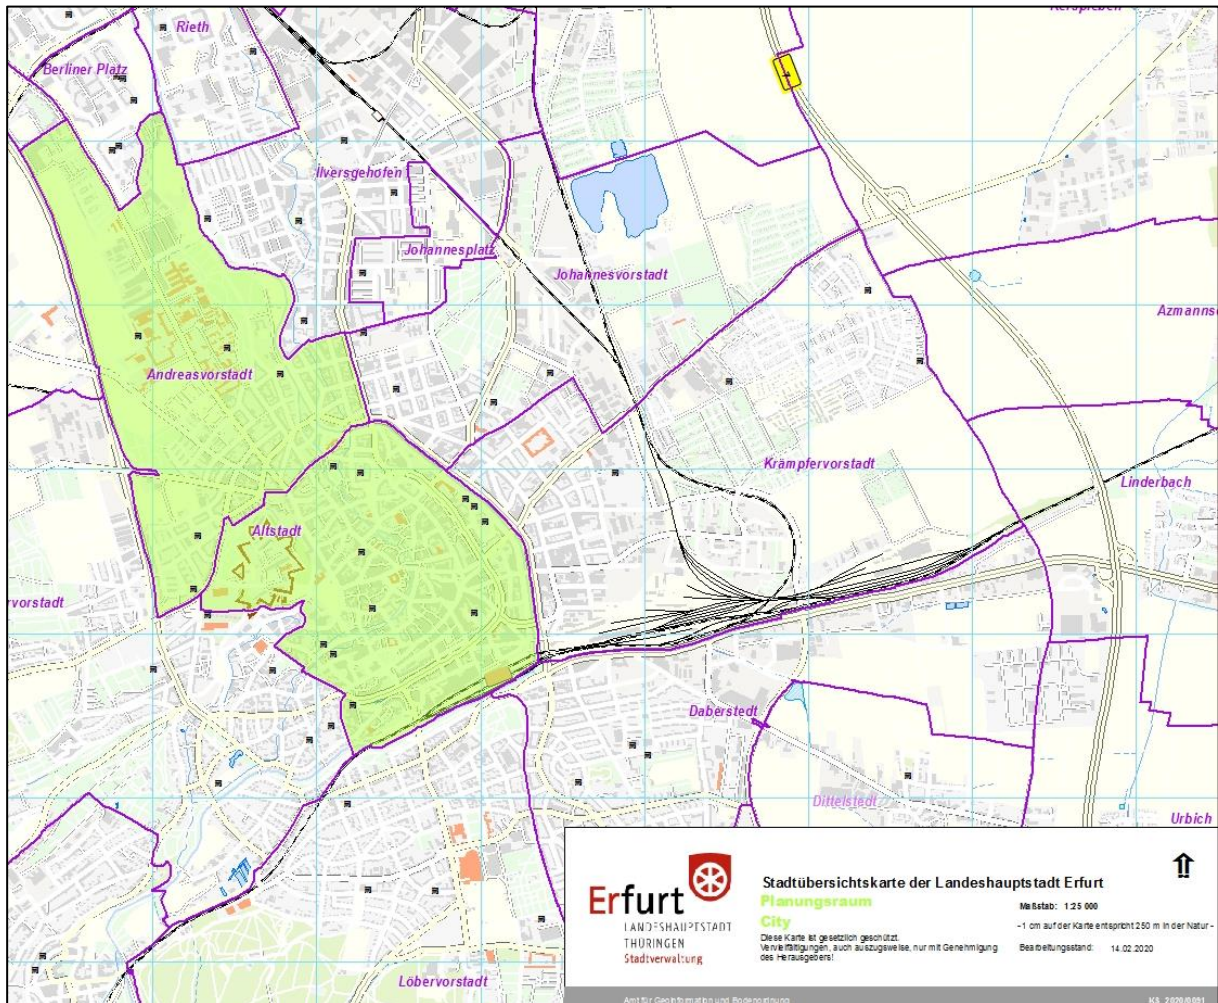 Rieth
Berliner Platz
Ilversgehofen
Johannesplatz
Johannesvorstadt
Andreasvorstadt
Krämpfervorstadt
Linderbach
Altstadt
Daberstedt
Dittelstedt
Urbich
Löbervorstadt
Erfurt
LANDESHAUPTSTADT
THÜRINGEN
Stadtverwaltung
Stadtübersichtskarte der Landeshauptstadt Erfurt
Planungsraum
City
Maßstab: 1:25 000
-1 cm auf der Karte entspricht 250 m in der Natur -
Diese Karte ist gesetzlich geschützt.
Vervielfältigungen, auch auszugsweise, nur mit Genehmigung
des Herausgebers!
Bearbeitungsstand: 14.02.2020
Amt für Geoinformation und Bodenordnung